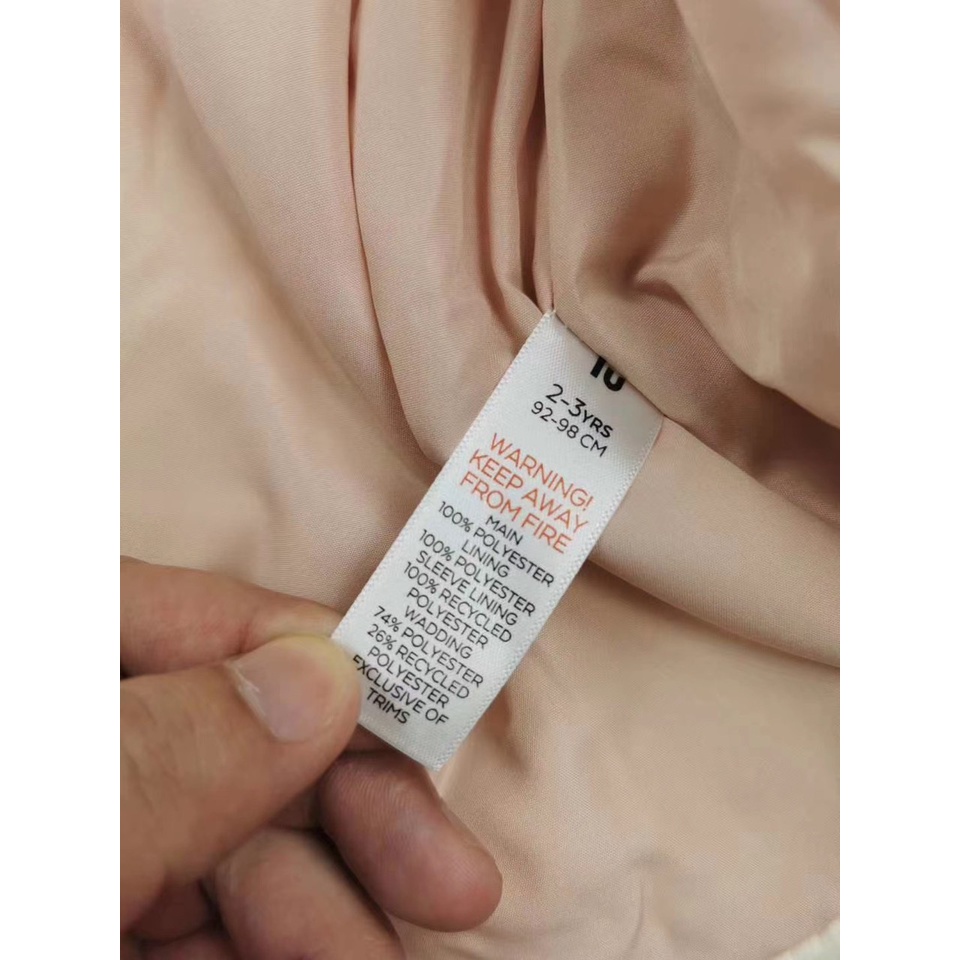 2-3YRS
92-98 CM
WARNING!
KEEP AWAY
FROM FIRE
MAIN
100% POLYESTER
LINING
100% POLYESTER
SLEEVE LINING
100% RECYCLED
POLYESTER
WADDING
74% POLYESTER
26% RECYCLED
POLYESTER
EXCLUSIVE OF
TRIMS